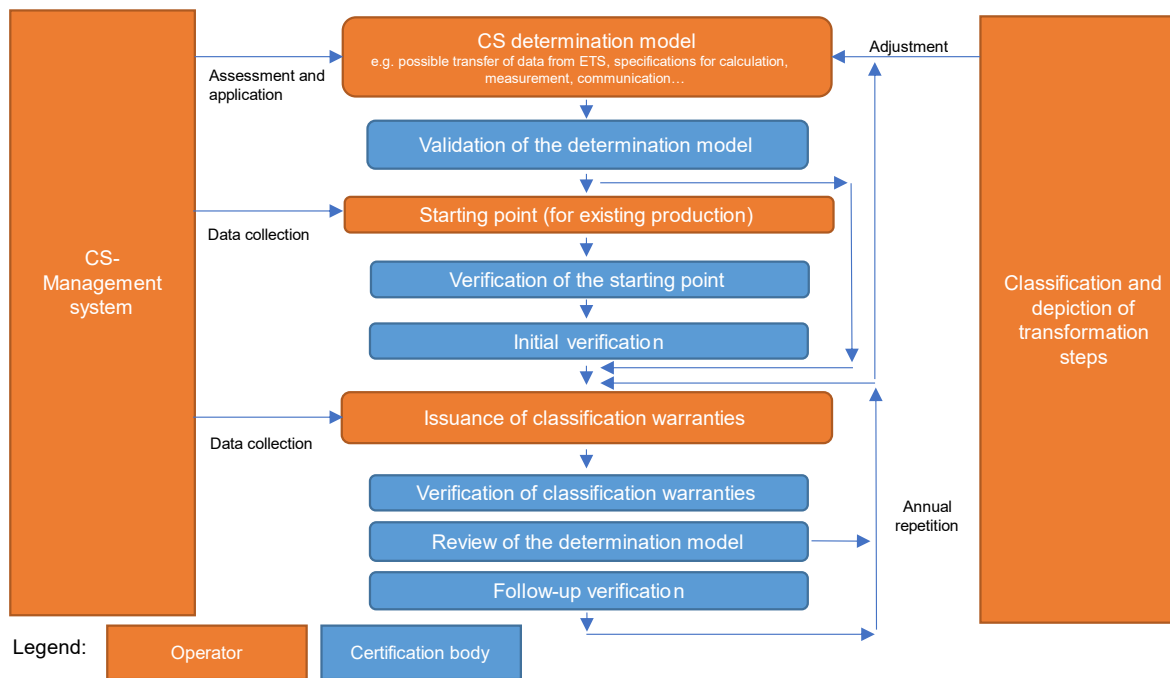 CS determination model
e.g. possible transfer of data from ETS, specifications for calculation,
measurement, communication…
Adjustment
Assessment and
application
Validation of the determination model
Starting point (for existing production)
Data collection
CS-
Management
system
Verification of the starting point
Classification and
depiction of
transformation
steps
Initial verification
Issuance of classification warranties
Data collection
Verification of classification warranties
Annual
repetition
Review of the determination model
Follow-up verification
Legend:
Operator
Certification body